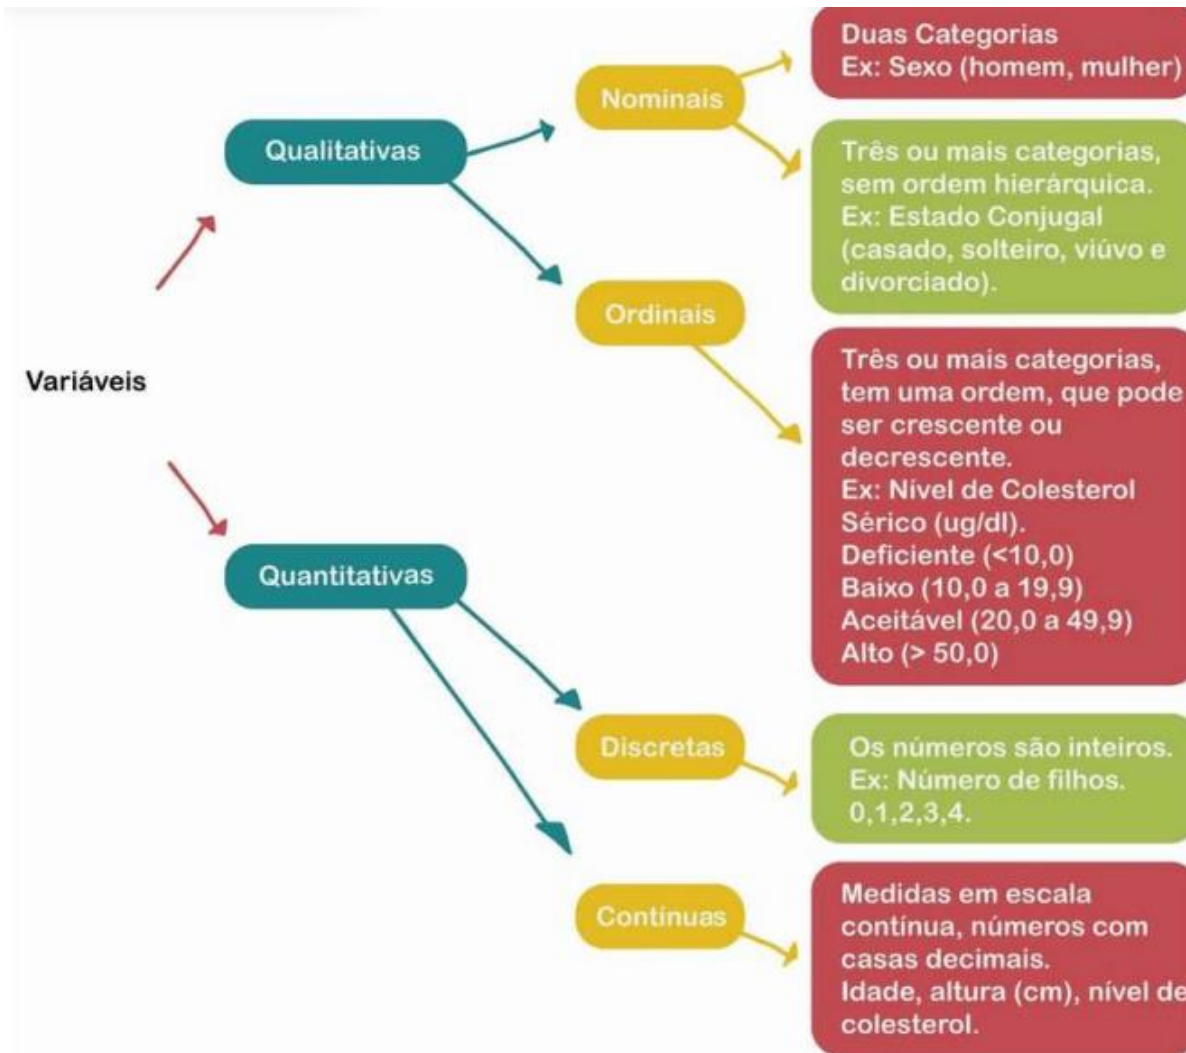 Variáveis
Qualitativas
Nominais
Duas Categorias
Ex: Sexo (homem, mulher)
Três ou mais categorias,
sem ordem hierárquica.
Ex: Estado Conjugal
(casado, solteiro, viúvo e
divorciado).
Ordinais
Três ou mais categorias,
tem uma ordem, que pode
ser crescente ou
decrescente.
Ex: Nível de Colesterol
Sérico (ug/dl).
Deficiente (<10,0)
Baixo (10,0 a 19,9)
Aceitável (20,0 a 49,9)
Alto (> 50,0)
Quantitativas
Discretas
Os números são inteiros.
Ex: Número de filhos.
0,1,2,3,4.
Contínuas
Medidas em escala
contínua, números com
casas decimais.
Idade, altura (cm), nível de
colesterol.